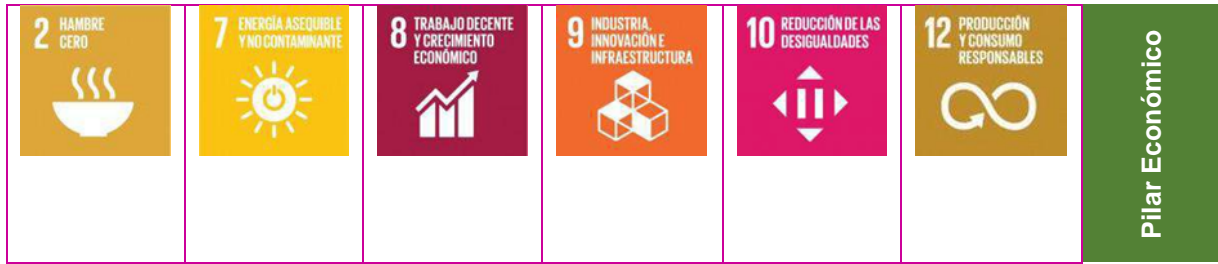 2 HAMBRE
CERO
7 ENERGÍA ASEQUIBLE
Y NO CONTAMINANTE
8 TRABAJO DECENTE
Y CRECIMIENTO
ECONÓMICO
9 INDUSTRIA,
INNOVACIÓN E
INFRAESTRUCTURA
10 REDUCCIÓN DE LAS
DESIGUALDADES
12 PRODUCCIÓN
Y CONSUMO
RESPONSABLES
Pilar Económico